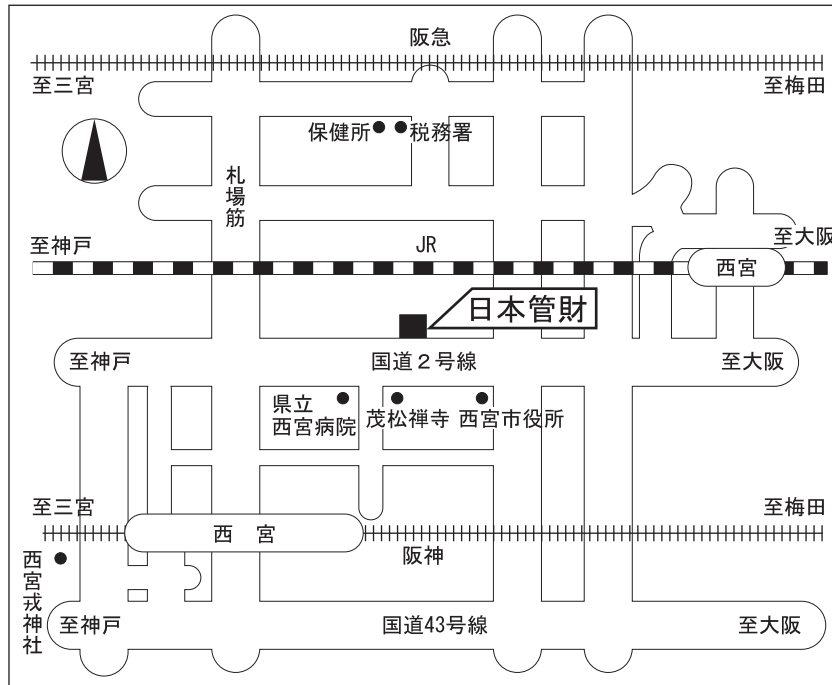 阪急
至三宮
至梅田
保健所
税務署
札場筋
至神戸
JR
至大阪
西宮
日本管財
至神戸
国道2号線
至大阪
県立
西宮病院
茂松禅寺
西宮市役所
至三宮
至梅田
西 宮
阪神
西宮戎神社
至神戸
国道43号線
至大阪